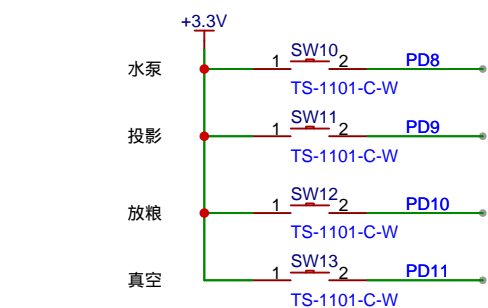 +3.3V
水泵 1 SW10 2 PD8
TS-1101-C-W
投影 1 SW11 2 PD9
TS-1101-C-W
放粮 1 SW12 2 PD10
TS-1101-C-W
真空 1 SW13 2 PD11
TS-1101-C-W